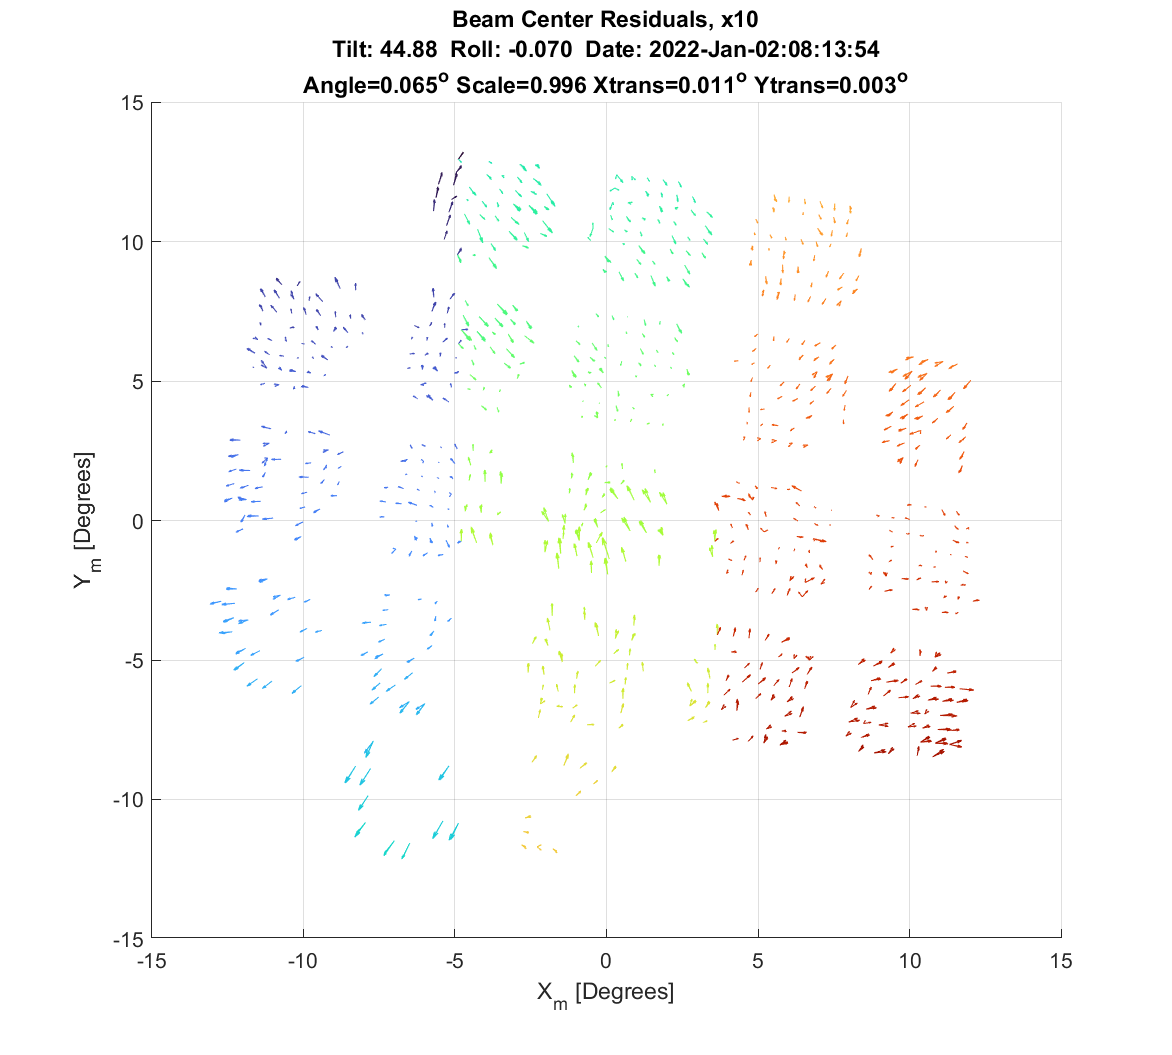 Beam Center Residuals, x10
Tilt: 44.88 Roll: -0.070 Date: 2022-Jan-02:08:13:54
Angle=0.065° Scale=0.996 Xtrans=0.011° Ytrans=0.003°
15
10
5
0
-5
-10
-15
Y_m [Degrees]
-15 -10 -5 0 5 10 15
X_m [Degrees]